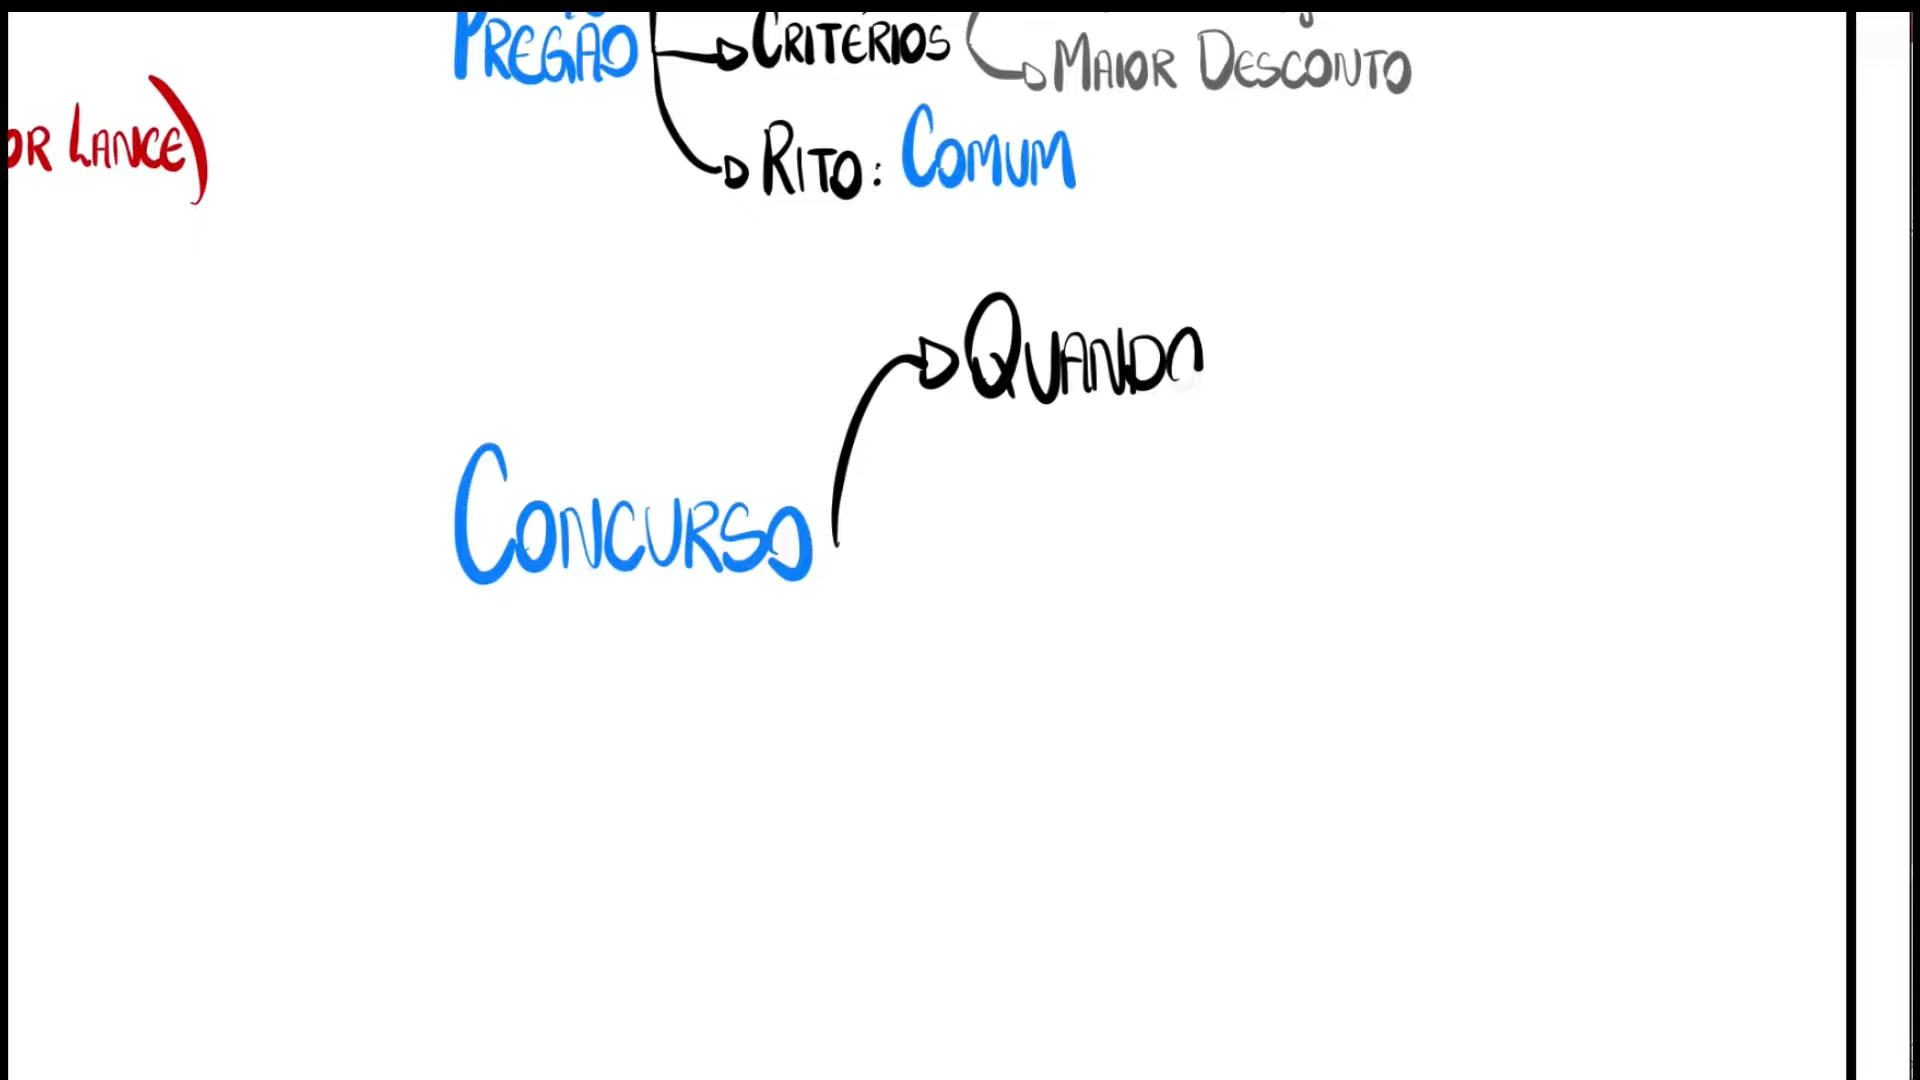 PREGÃO
CRITÉRIOS
MAIOR DESCONTO
OR LANCE)
RITO: COMUM
QUANDO
CONCURSO